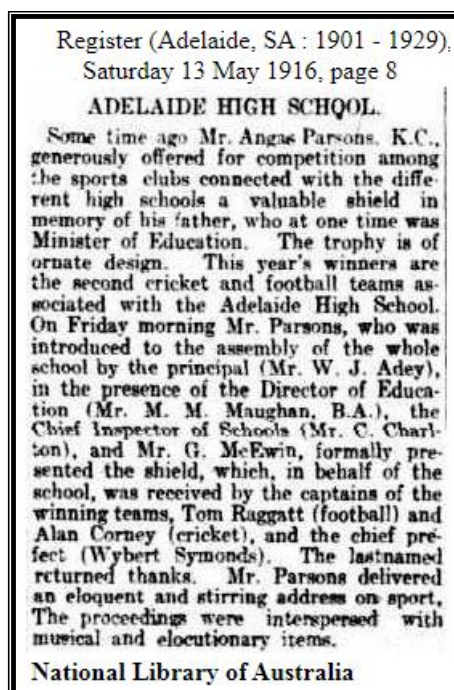 Register (Adelaide, SA : 1901 - 1929),
Saturday 13 May 1916, page 8
ADELAIDE HIGH SCHOOL.
Some time ago Mr. Angas Parsons, K.C.,
generously offered for competition among
the sports clubs connected with the diffe-
rent high schools a valuable shield in
memory of his father, who at one time was
Minister of Education. The trophy is of
ornate design. This year's winners are
the second cricket and football teams as-
sociated with the Adelaide High School.
On Friday morning Mr. Parsons, who was
introduced to the assembly of the whole
school by the principal (Mr. W. J. Adey),
in the presence of the Director of Educa-
tion (Mr. M. M. Maughan, B.A.), the
Chief Inspector of Schools (Mr. C. Charl-
ton), and Mr. G. McEwin, formally pre-
sented the shield, which, in behalf of the
school, was received by the captains of the
winning teams, Tom Raggatt (football) and
Alan Corney (cricket), and the chief pre-
fect (Wybert Symonds). The lastnamed
returned thanks. Mr. Parsons delivered
an eloquent and stirring address on sport,
The proceedings were interspersed with
musical and elocutionary items.
National Library of Australia